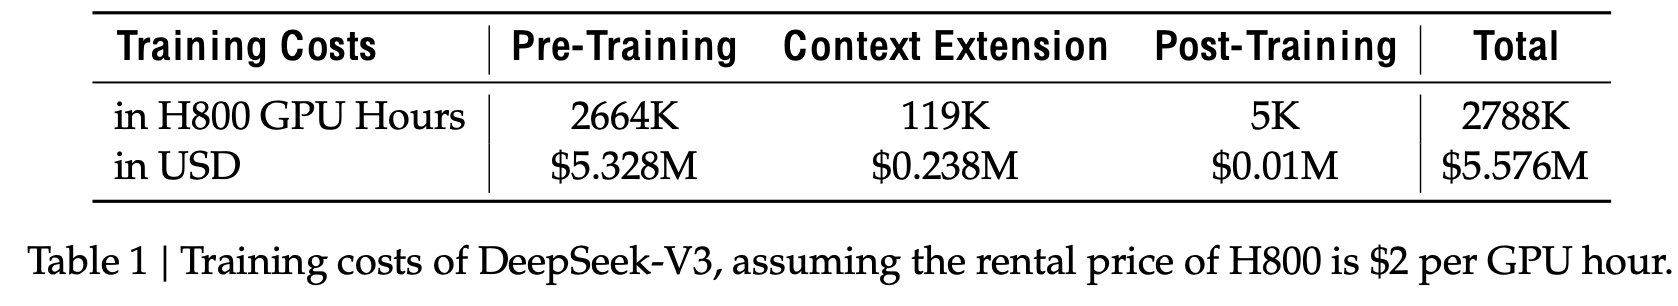 Training Costs Pre-Training Context Extension Post-Training Total
in H800 GPU Hours 2664K 119K 5K 2788K
in USD $5.328M $0.238M $0.01M $5.576M
Table 1 | Training costs of DeepSeek-V3, assuming the rental price of H800 is $2 per GPU hour.